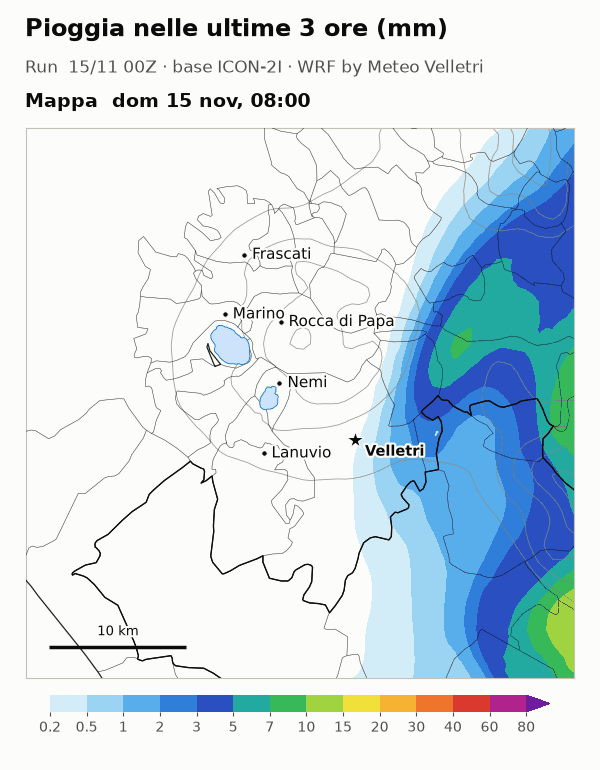 Pioggia nelle ultime 3 ore (mm)
Run 15/11 00Z · base ICON-2I · WRF by Meteo Velletri
Mappa dom 15 nov, 08:00
Frascati
Marino
Rocca di Papa
Nemi
Velletri
Lanuvio
10 km
0.2 0.5 1 2 3 5 7 10 15 20 30 40 60 80